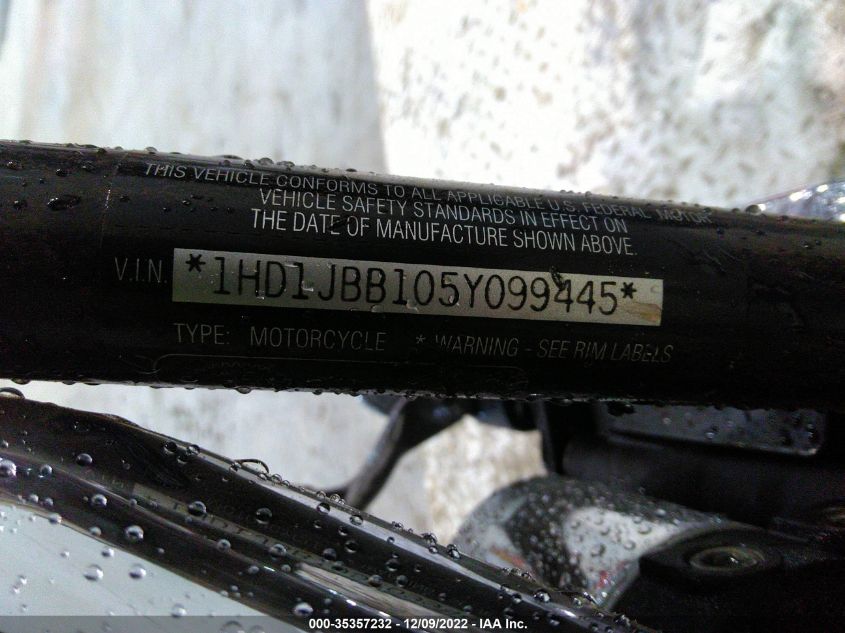 THIS VEHICLE CONFORMS TO ALL APPLICABLE U.S. FEDERAL MOTOR
VEHICLE SAFETY STANDARDS IN EFFECT ON
THE DATE OF MANUFACTURE SHOWN ABOVE.
V.I.N. *1HD1JBB105Y099445*
TYPE: MOTORCYCLE * WARNING - SEE RIM LABELS
000-35357232 - 12/09/2022 - IAA Inc.